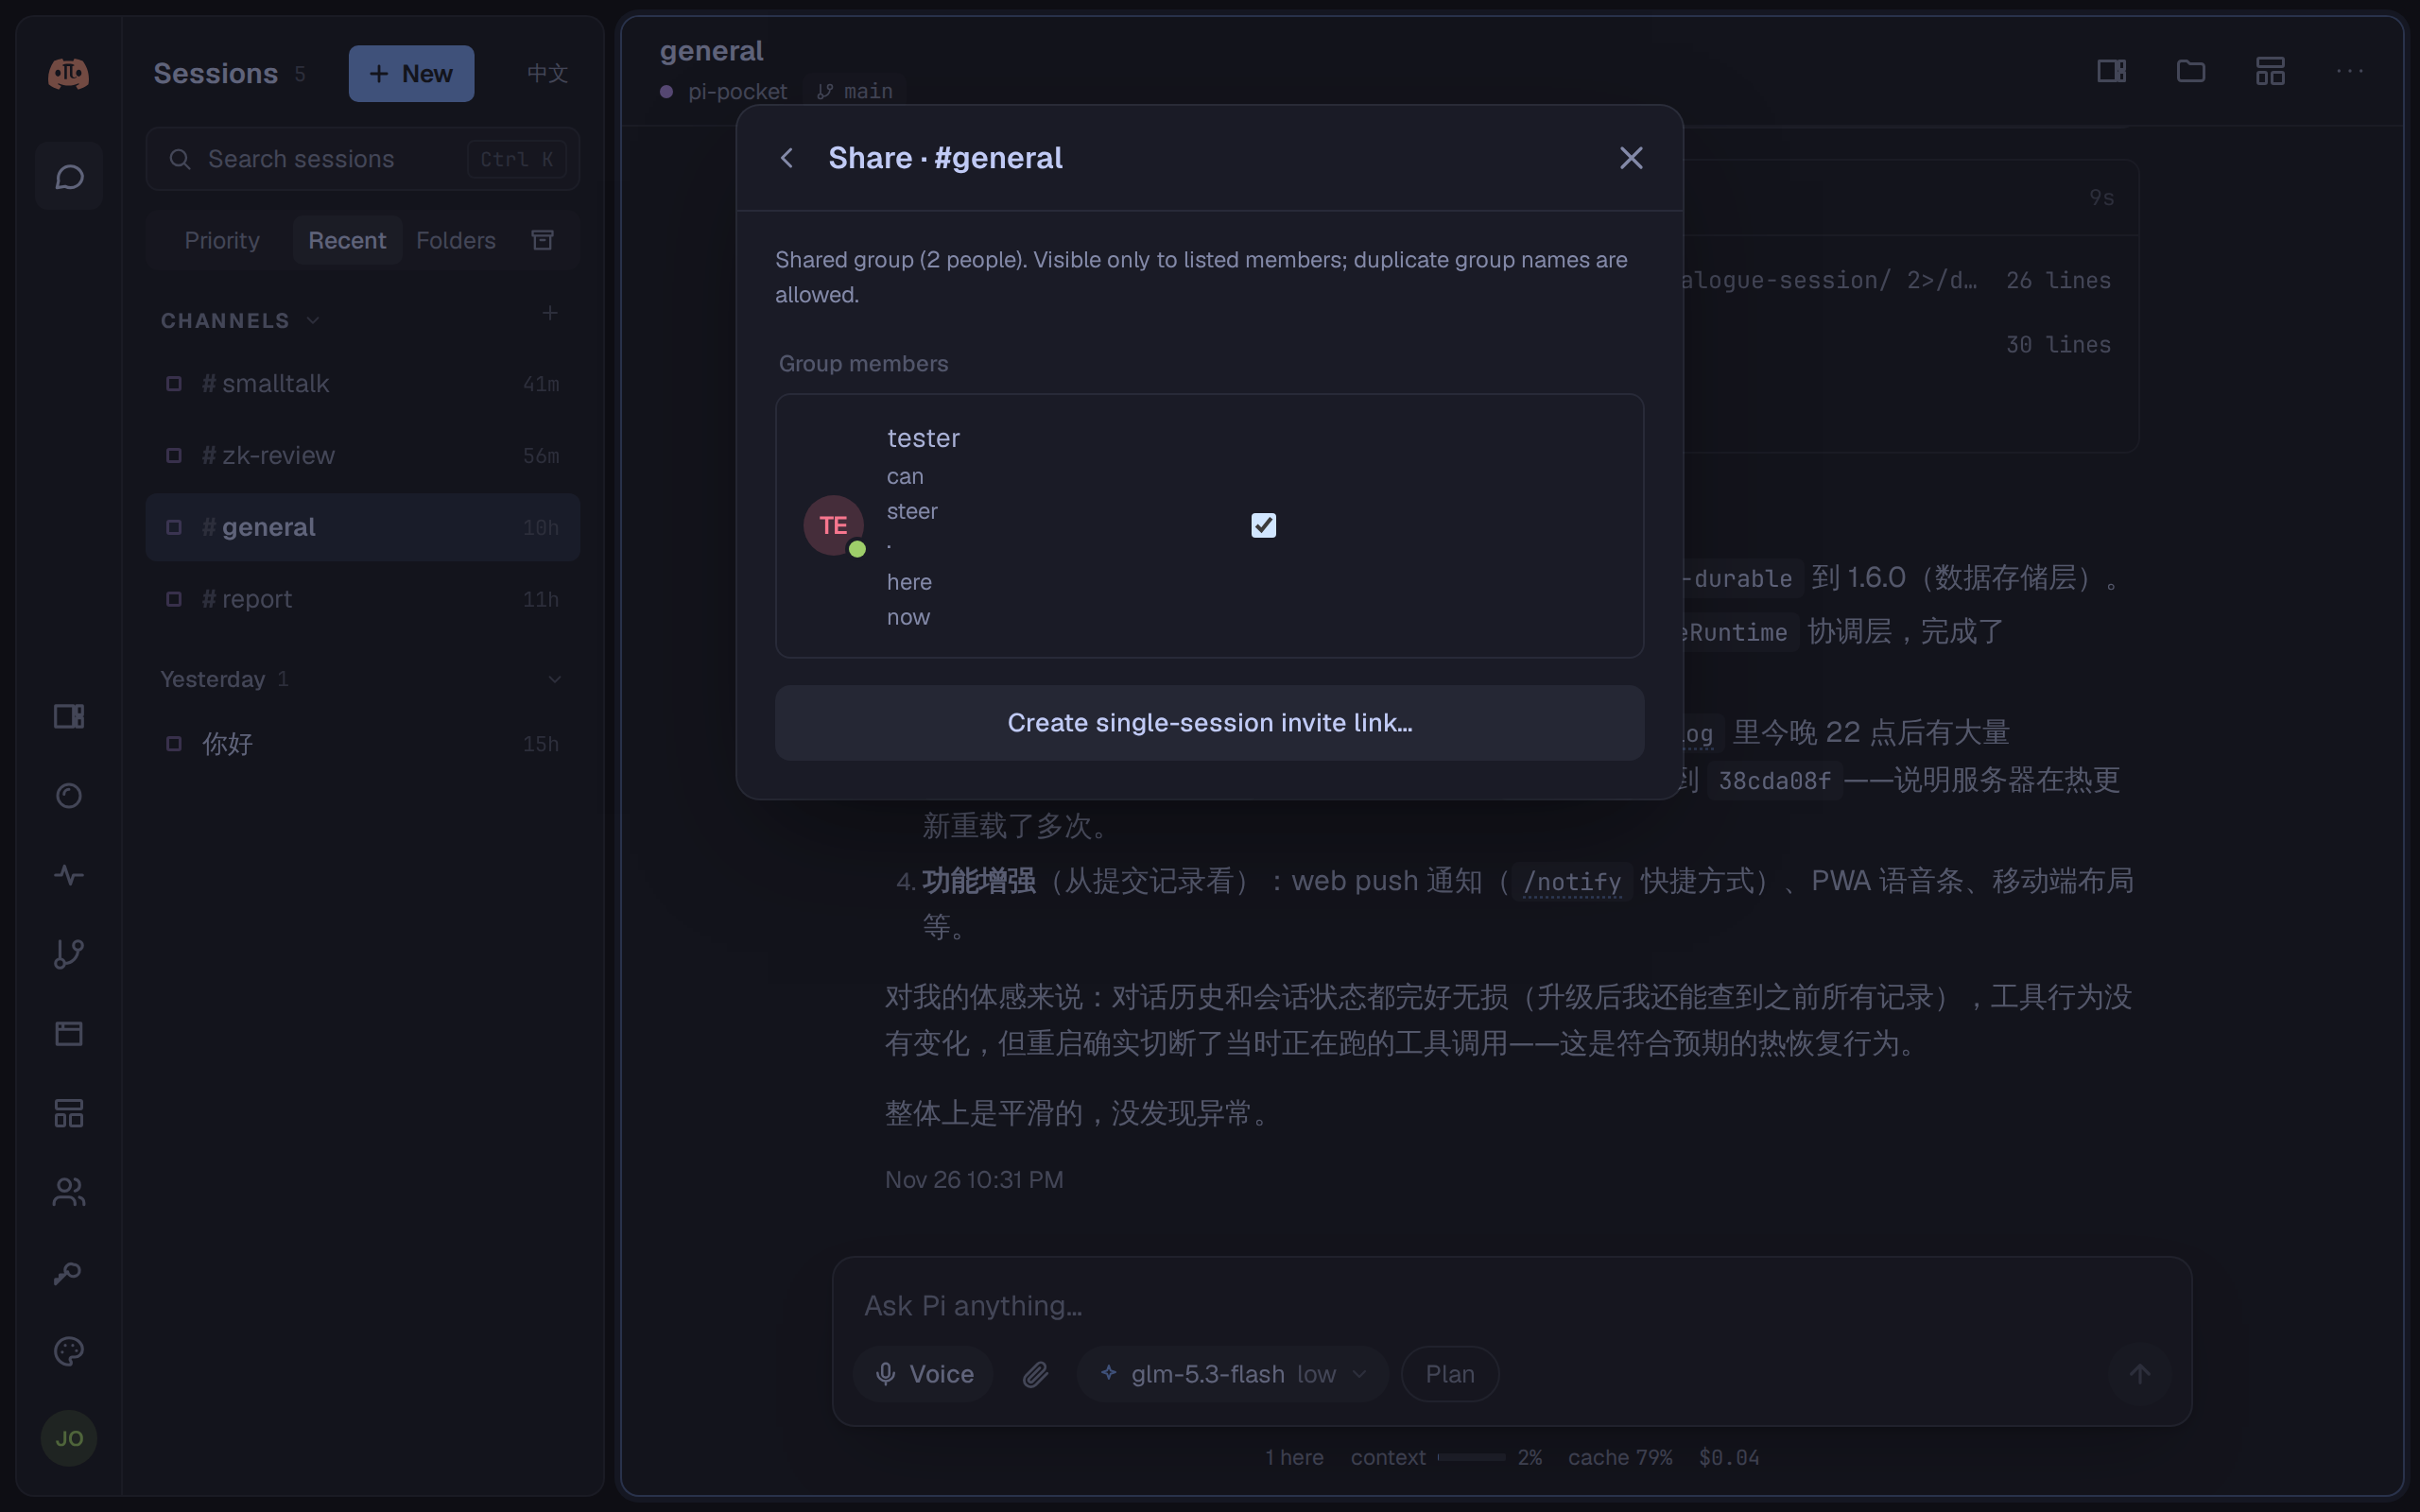 Sessions 5
+ New
中文
Search sessions
Ctrl K
Priority
Recent
Folders
CHANNELS
# smalltalk 41m
# zk-review 56m
# general 10h
# report 11h
Yesterday 1
你好 15h
JO
general
pi-pocket
main
Share · #general
Shared group (2 people). Visible only to listed members; duplicate group names are
allowed.
Group members
TE
tester
can
steer
·
here
now
Create single-session invite link…
9s
alogue-session/ 2>/d… 26 lines
30 lines
-durable 到 1.6.0（数据存储层）。
Runtime 协调层，完成了
og 里今晚 22 点后有大量
到 38cda08f——说明服务器在热更
新重载了多次。
4. 功能增强（从提交记录看）：web push 通知（/notify 快捷方式）、PWA 语音条、移动端布局
等。
对我的体感来说：对话历史和会话状态都完好无损（升级后我还能查到之前所有记录），工具行为没
有变化，但重启确实切断了当时正在跑的工具调用——这是符合预期的热恢复行为。
整体上是平滑的，没发现异常。
Nov 26 10:31 PM
Ask Pi anything…
Voice
glm-5.3-flash low
Plan
1 here context 2% cache 79% $0.04